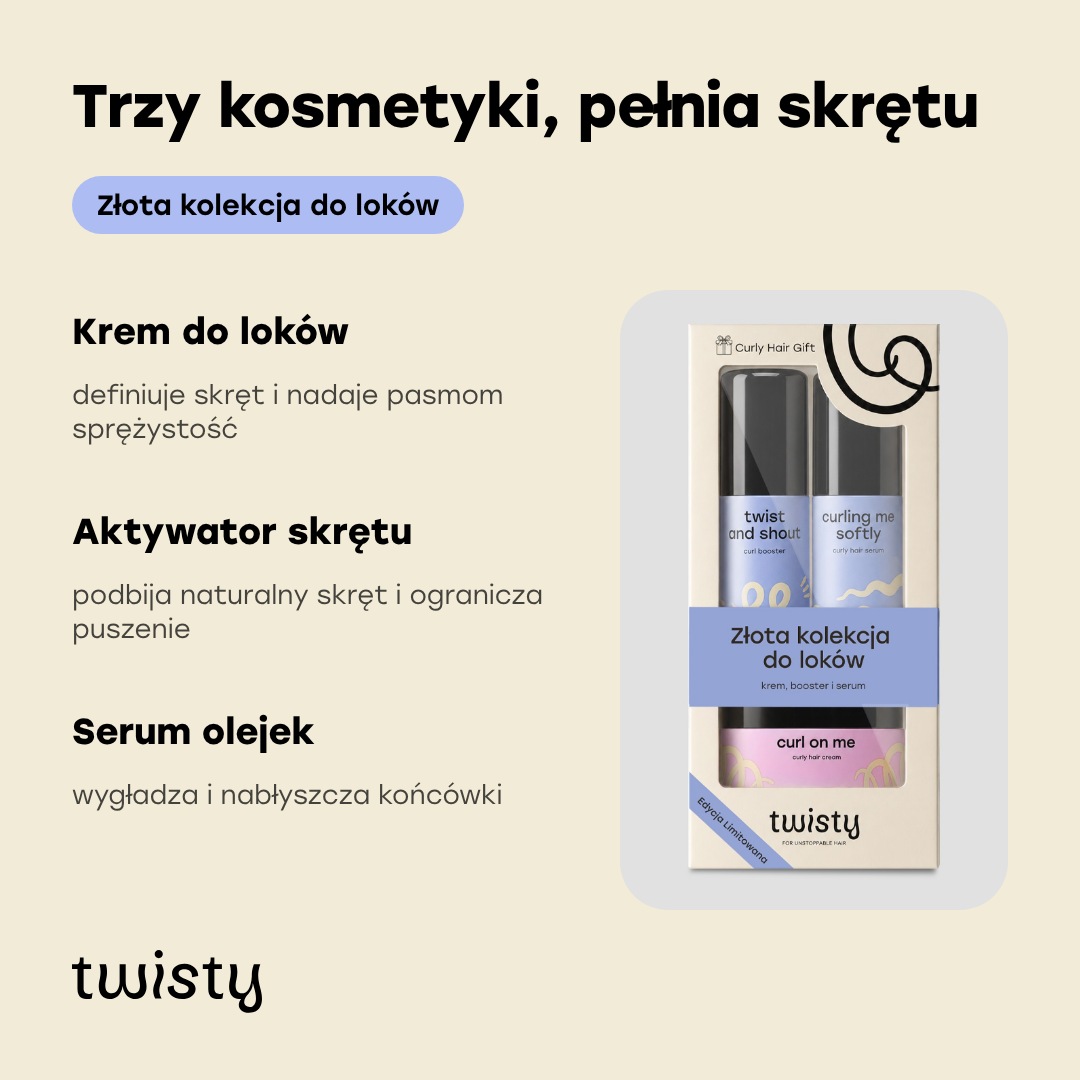 Trzy kosmetyki, pełnia skrętu
Złota kolekcja do loków
Krem do loków
definiuje skręt i nadaje pasmom
sprężystość
Aktywator skrętu
podbija naturalny skręt i ogranicza
puszenie
Serum olejek
wygładza i nabłyszcza końcówki
twisty
Curly Hair Gift
twist
and shout
curl booster
curling me
softly
curly hair serum
Złota kolekcja
do loków
krem, booster i serum
curl on me
curly hair cream
Edycja Limitowana
twisty
FOR UNSTOPPABLE HAIR